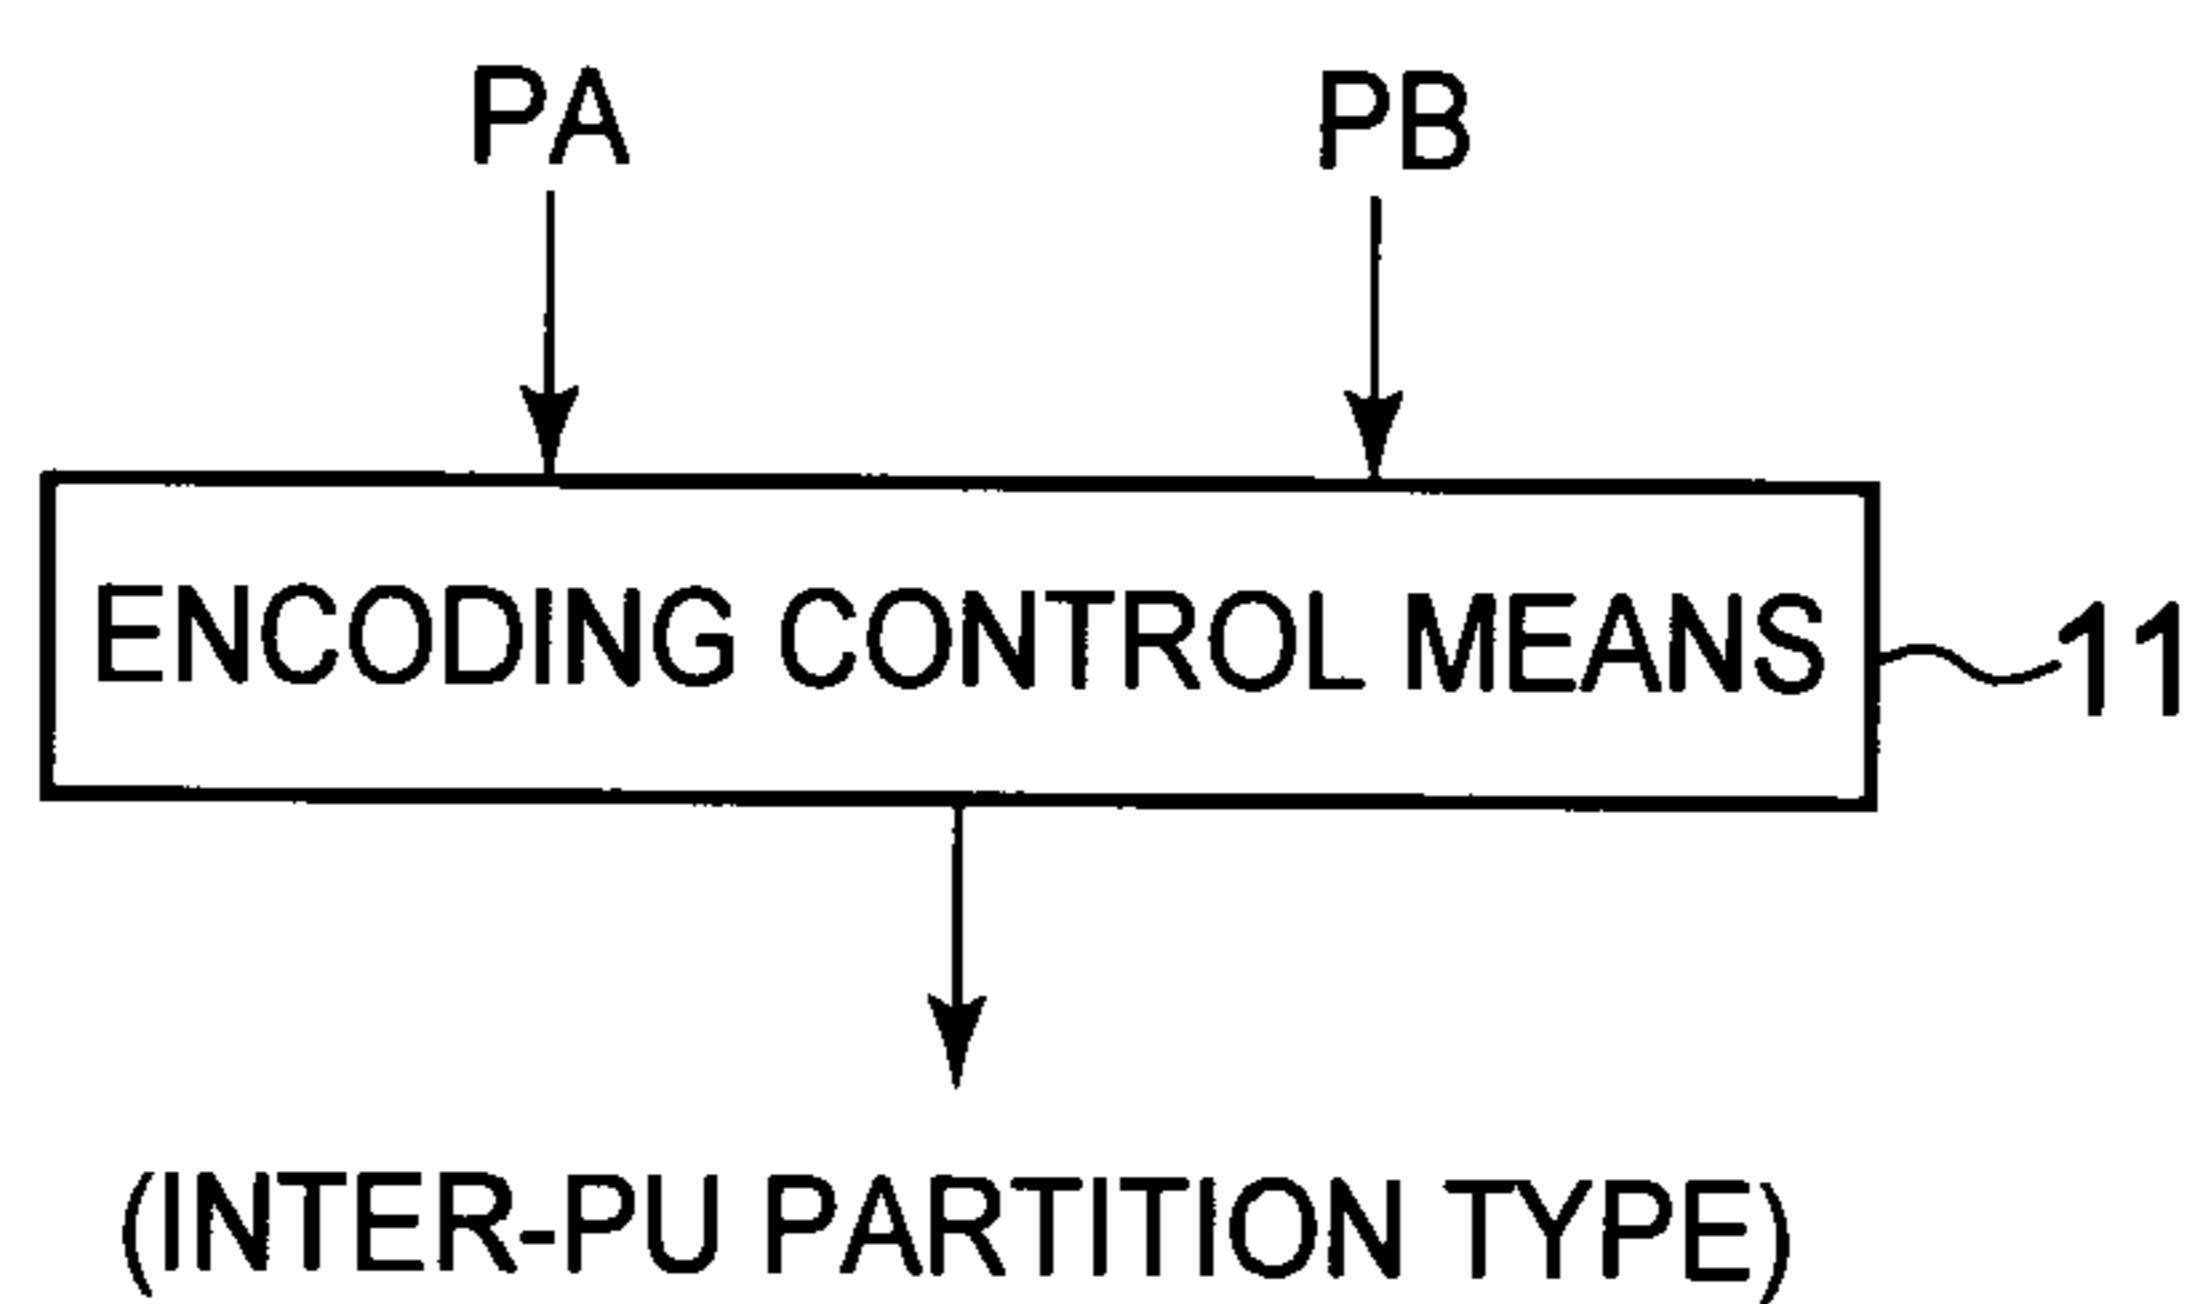 PA PB
ENCODING CONTROL MEANS 11
(INTER-PU PARTITION TYPE)